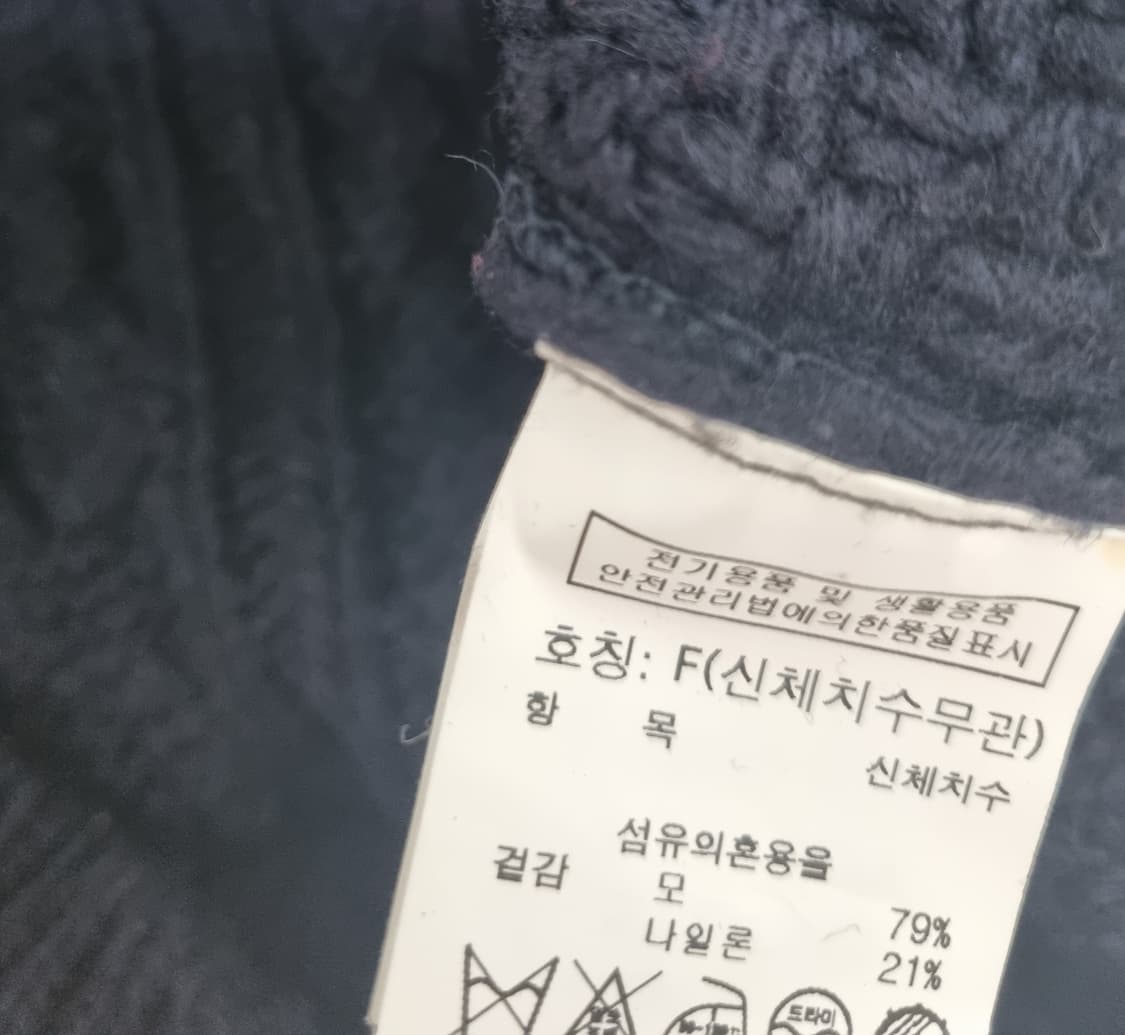 전기용품 및 생활용품
안전관리법에의한품질표시
호칭: F(신체치수무관)
항 목
신체치수
섬유의혼용율
겉감 모 79%
나일론 21%
드라이